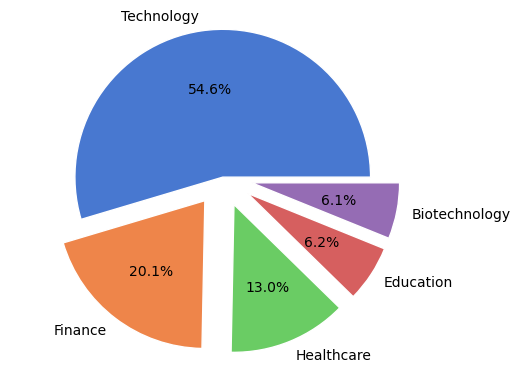 Technology
54.6%
6.1%
Biotechnology
6.2%
20.1%
Education
13.0%
Finance
Healthcare